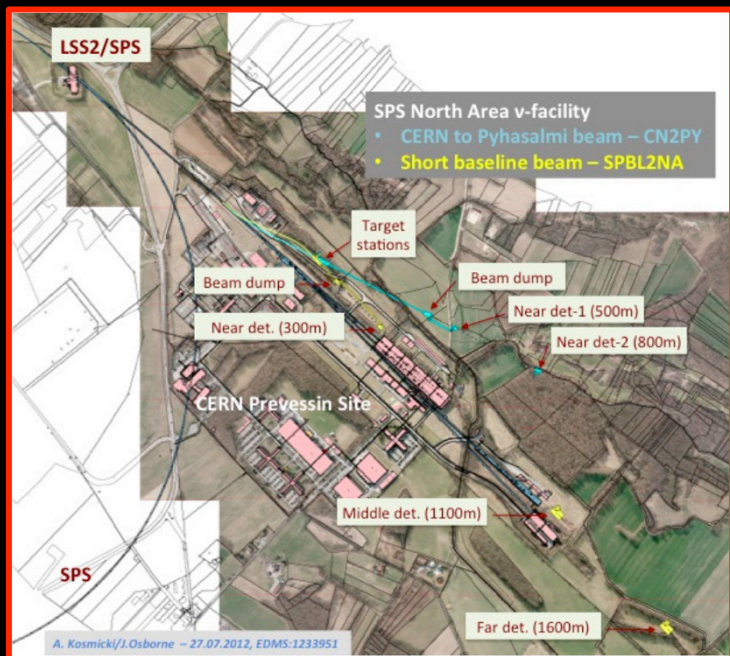 LSS2/SPS
SPS North Area ν-facility
• CERN to Pyhasalmi beam – CN2PY
• Short baseline beam – SPBL2NA
Target
stations
Beam dump
Beam dump
Near det-1 (500m)
Near det. (300m)
Near det-2 (800m)
CERN Prevessin Site
Middle det. (1100m)
SPS
Far det. (1600m)
A. Kosmicki/J.Osborne – 27.07.2012, EDMS:1233951